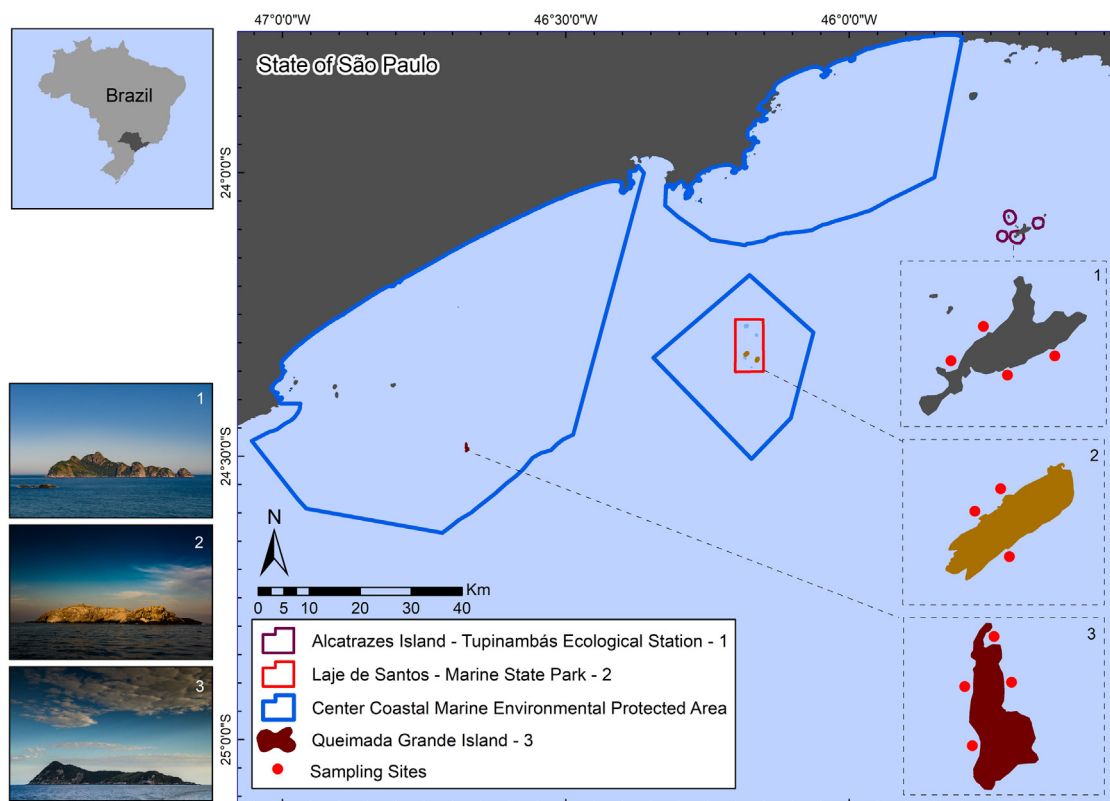 47°0'0"W
46°30'0"W
46°0'0"W
State of São Paulo
Brazil
24°0'0"S
24°30'0"S
25°0'0"S
1
2
3
1
2
3
N
Km
0 5 10 20 30 40
Alcatrazes Island - Tupinambás Ecological Station - 1
Laje de Santos - Marine State Park - 2
Center Coastal Marine Environmental Protected Area
Queimada Grande Island - 3
Sampling Sites